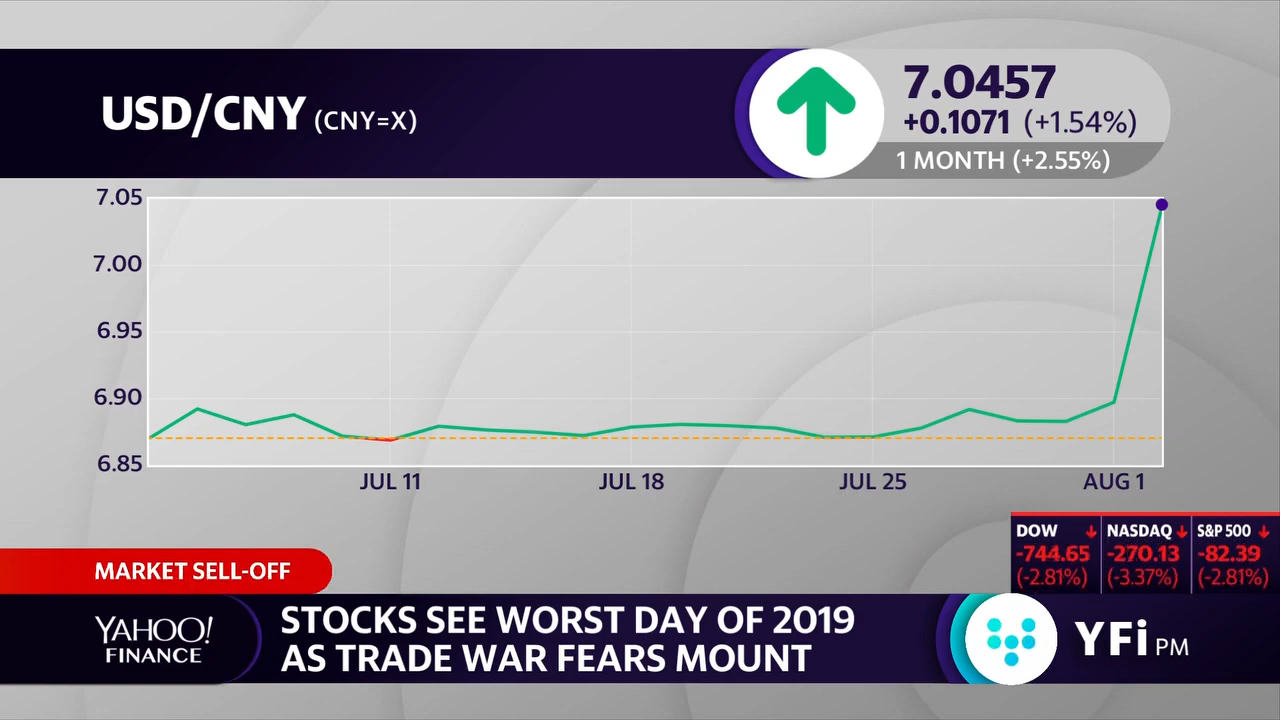 USD/CNY (CNY=X)
7.0457
+0.1071 (+1.54%)
1 MONTH (+2.55%)
7.05
7.00
6.95
6.90
6.85
JUL 11 JUL 18 JUL 25 AUG 1
DOW NASDAQ S&P 500
-744.65 -270.13 -82.39
(-2.81%) (-3.37%) (-2.81%)
MARKET SELL-OFF
YAHOO!
FINANCE
STOCKS SEE WORST DAY OF 2019
AS TRADE WAR FEARS MOUNT
YFi PM